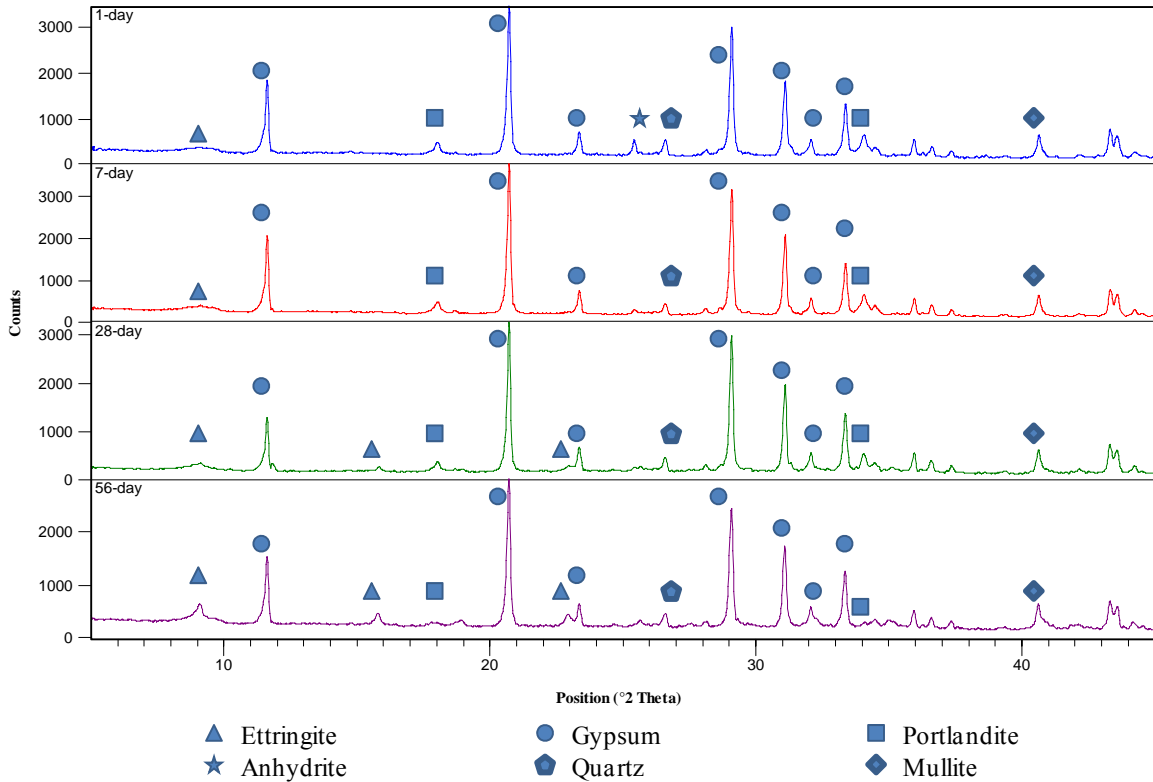 1-day
3000
2000
1000
0
7-day
3000
2000
1000
0
28-day
3000
2000
1000
0
56-day
2000
1000
0
Counts
10 20 30 40
Position (°2 Theta)
Ettringite Gypsum Portlandite
Anhydrite Quartz Mullite